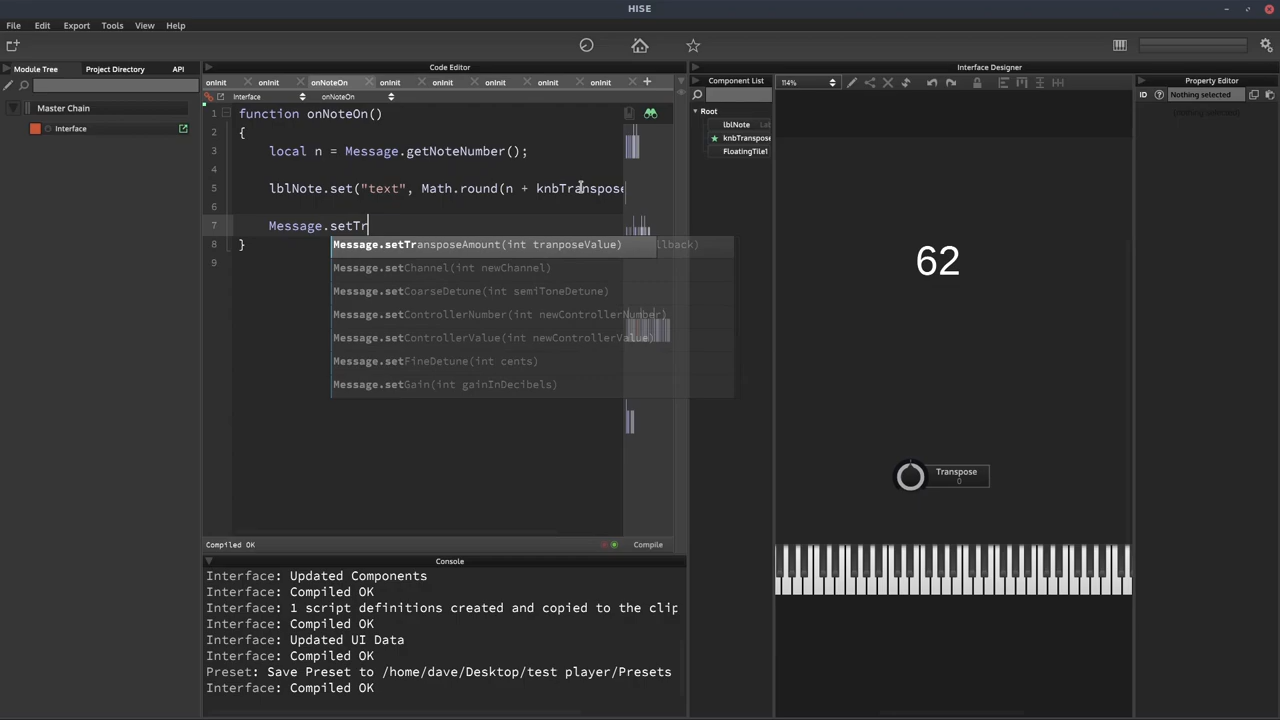 HISE
File Edit Export Tools View Help
Module Tree Project Directory API
Master Chain
Interface
Code Editor
onInit onInit onNoteOn onInit onInit onInit onInit onInit
Interface onNoteOn
1 function onNoteOn()
2 {
3 local n = Message.getNoteNumber();
4
5 lblNote.set("text", Math.round(n + knbTranspose
6
7 Message.setTr
8 }
9
Message.setTransposeAmount(int tranposeValue) llback)
Message.setChannel(int newChannel)
Message.setCoarseDetune(int semiToneDetune)
Message.setControllerNumber(int newControllerNumber)
Message.setControllerValue(int newControllerValue)
Message.setFineDetune(int cents)
Message.setGain(int gainInDecibels)
Compiled OK Compile
Console
Interface: Updated Components
Interface: Compiled OK
Interface: 1 script definitions created and copied to the clip
Interface: Compiled OK
Interface: Updated UI Data
Interface: Compiled OK
Preset: Save Preset to /home/dave/Desktop/test player/Presets
Interface: Compiled OK
Interface Designer
Component List
Root
lblNote
knbTranspose
FloatingTile1
114%
62
Transpose
0
Property Editor
ID Nothing selected